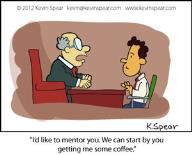 © 2012 Kevin Spear kevin@kevinspear.com www.kevinspear.com
K.Spear
"I'd like to mentor you. We can start by you
getting me some coffee."